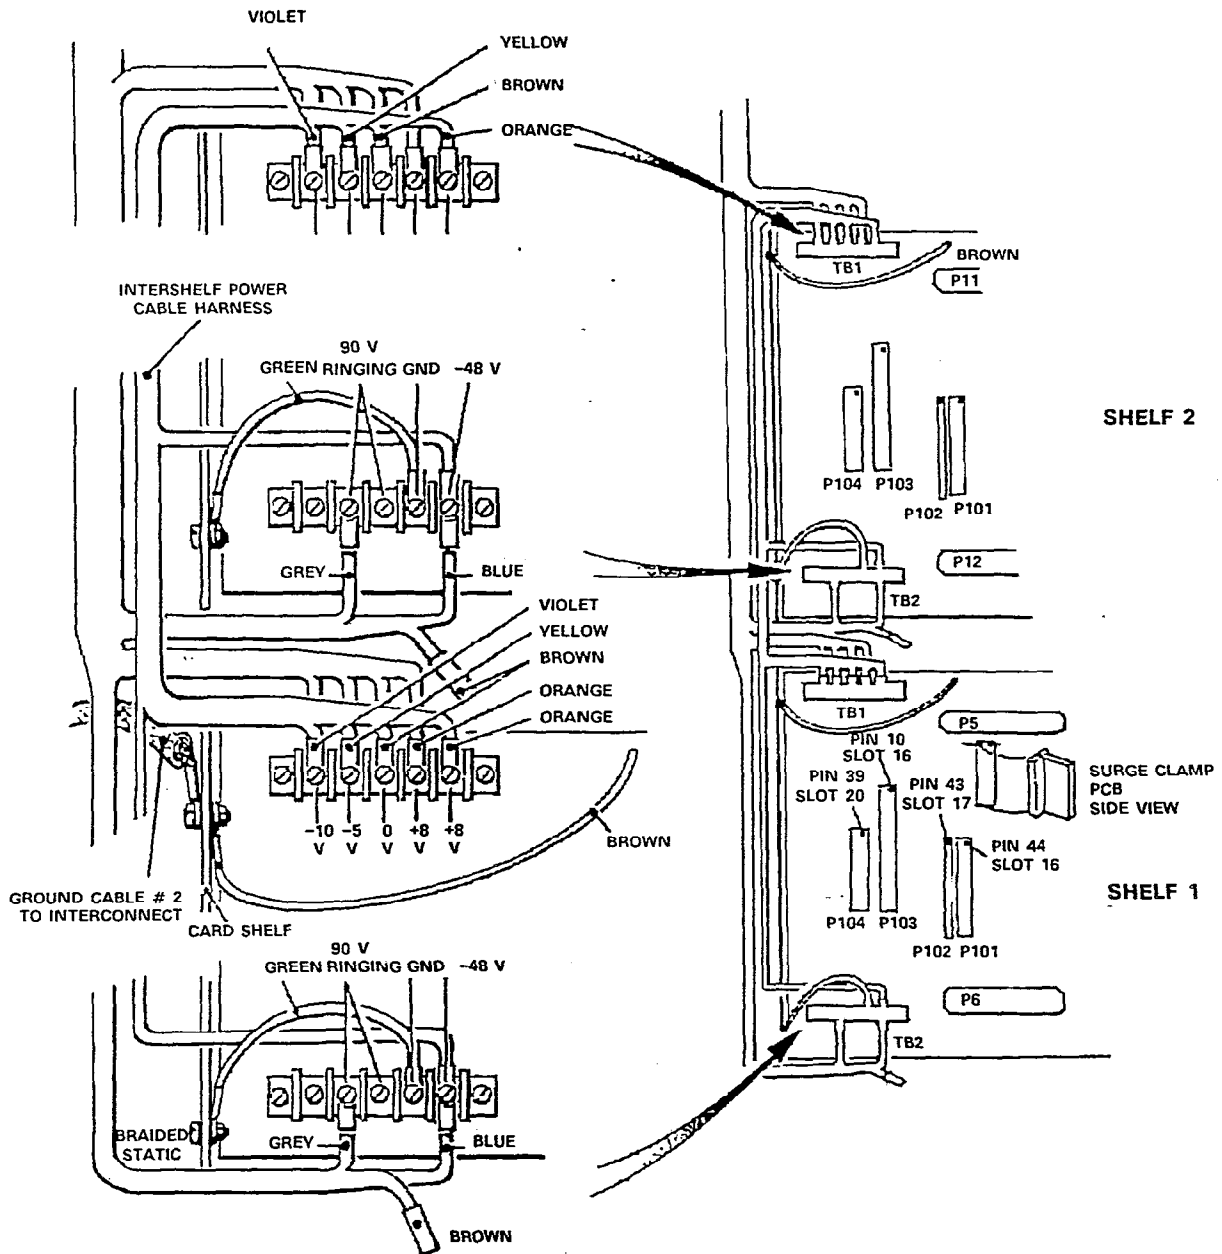 VIOLET
YELLOW
BROWN
ORANGE
INTERSHELF POWER
CABLE HARNESS
90 V
GREEN RINGING GND -48 V
GREY
BLUE
VIOLET
YELLOW
BROWN
ORANGE
ORANGE
-10 -5 0 +8 +8
V V V V V
BROWN
GROUND CABLE # 2
TO INTERCONNECT
CARD SHELF
90 V
GREEN RINGING GND -48 V
BRAIDED
STATIC
GREY
BLUE
BROWN
TB1
BROWN
P11
SHELF 2
P104 P103
P102 P101
P12
TB2
TB1
P5
PIN 10
SLOT 16
PIN 39
SLOT
20
PIN 43
SLOT 17
SURGE CLAMP
PCB
SIDE VIEW
PIN 44
SLOT 16
SHELF 1
P104 P103
P102 P101
P6
TB2